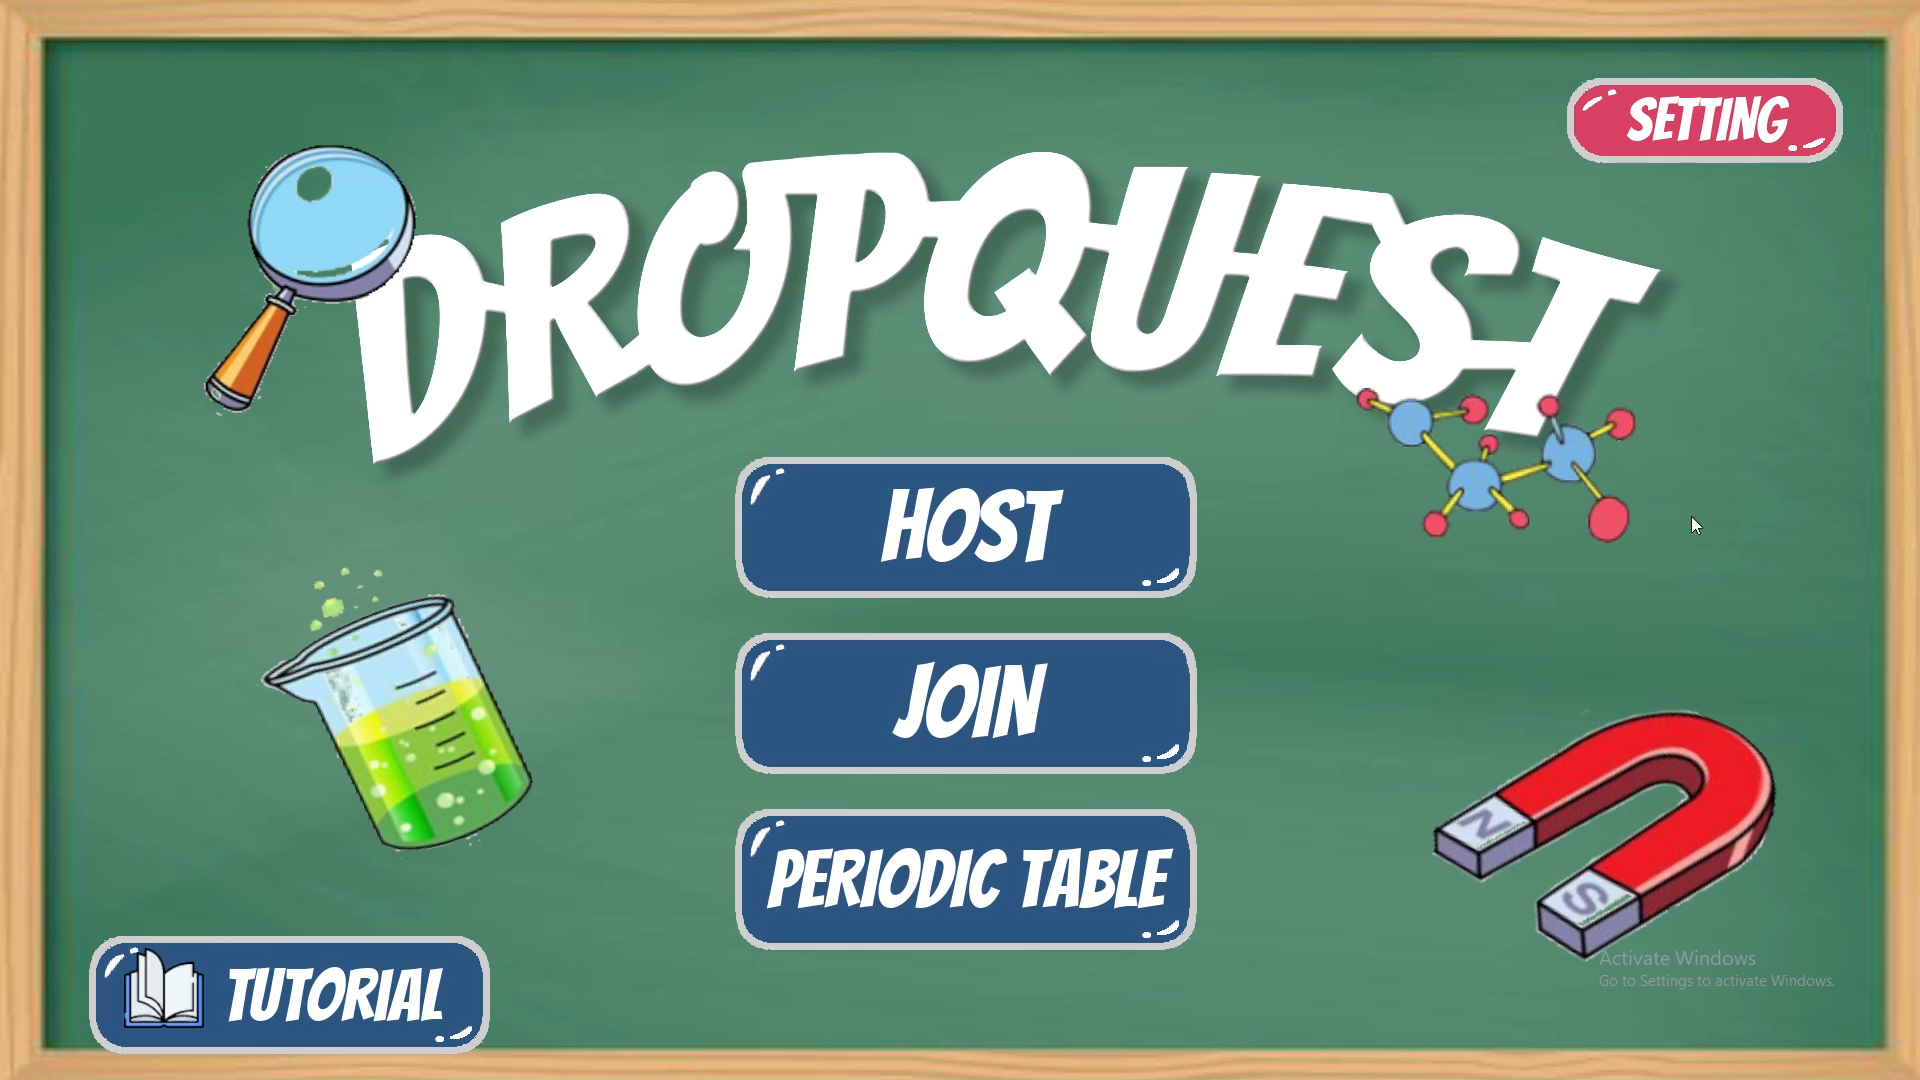 SETTING
DROPQUEST
HOST
JOIN
PERIODIC TABLE
N
S
TUTORIAL
Activate Windows
Go to Settings to activate Windows.